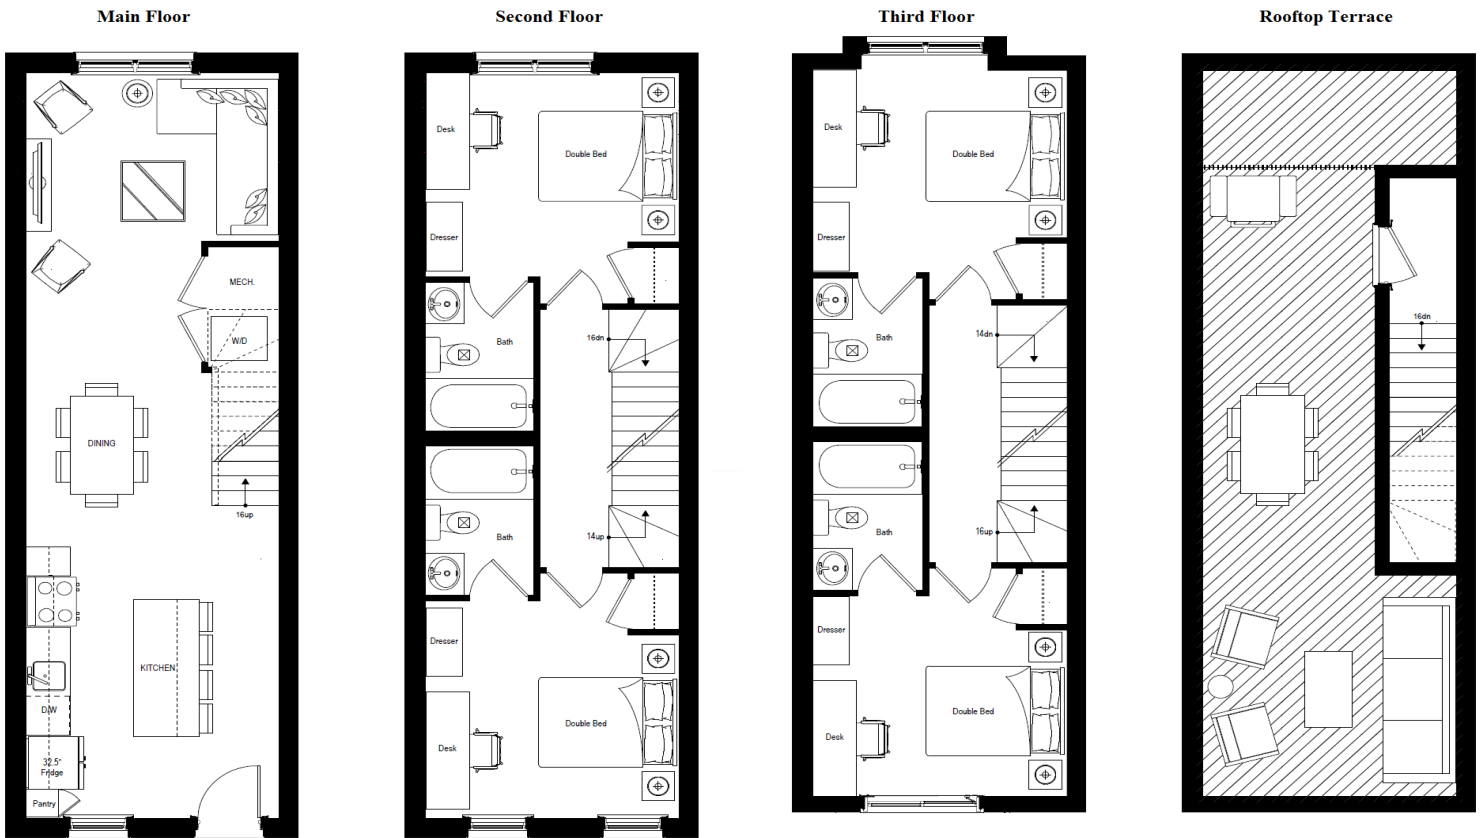 Main Floor
Second Floor
Third Floor
Rooftop Terrace
MECH.
W/D
DINING
16up
KITCHEN
D/W
32.5"
Fridge
Pantry
Desk
Double Bed
Dresser
Bath
16dn
14up
Bath
Dresser
Desk
Double Bed
Desk
Double Bed
Dresser
Bath
14dn
16up
Bath
Dresser
Desk
Double Bed
16dn